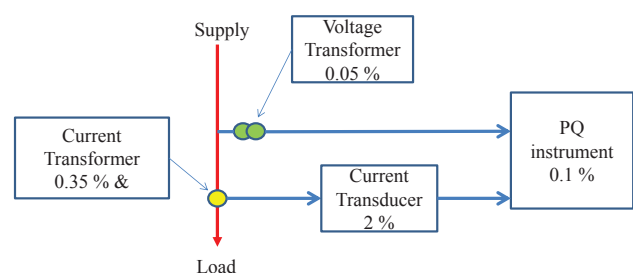 Supply
Voltage
Transformer
0.05 %
Current
Transformer
0.35 % &
PQ
instrument
0.1 %
Current
Transducer
2 %
Load